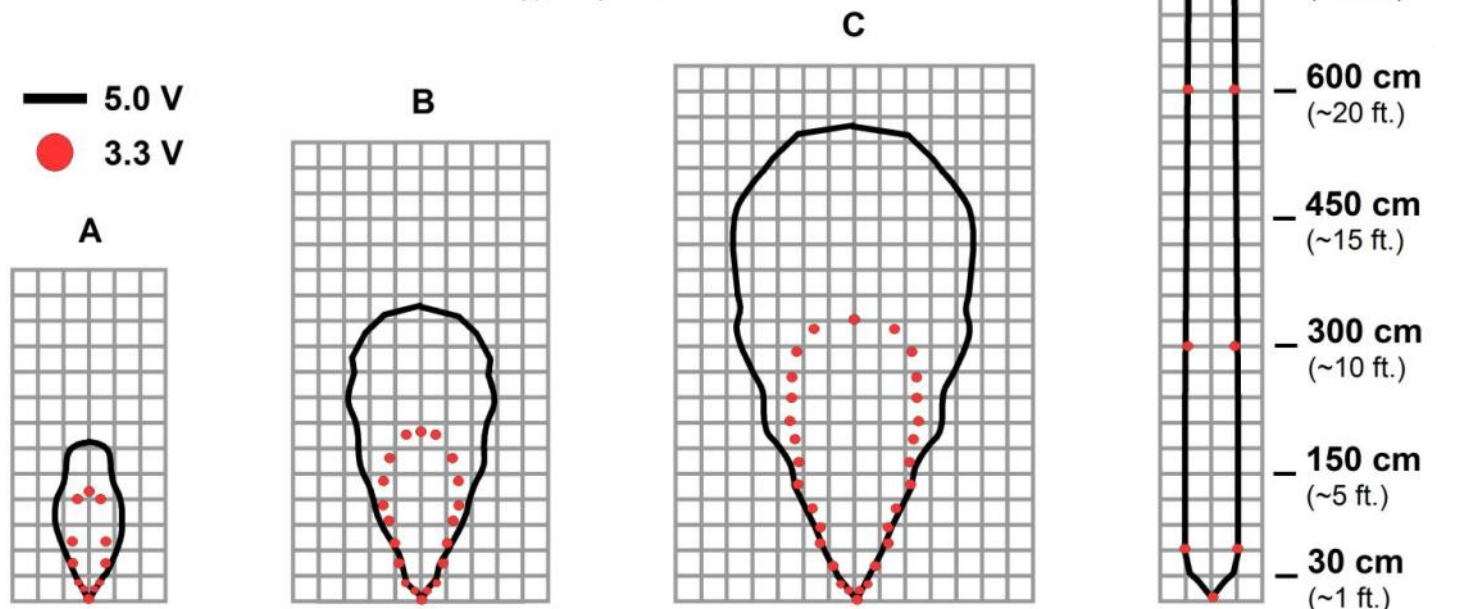 C
B
A
5.0 V
3.3 V
600 cm
(~20 ft.)
450 cm
(~15 ft.)
300 cm
(~10 ft.)
150 cm
(~5 ft.)
30 cm
(~1 ft.)